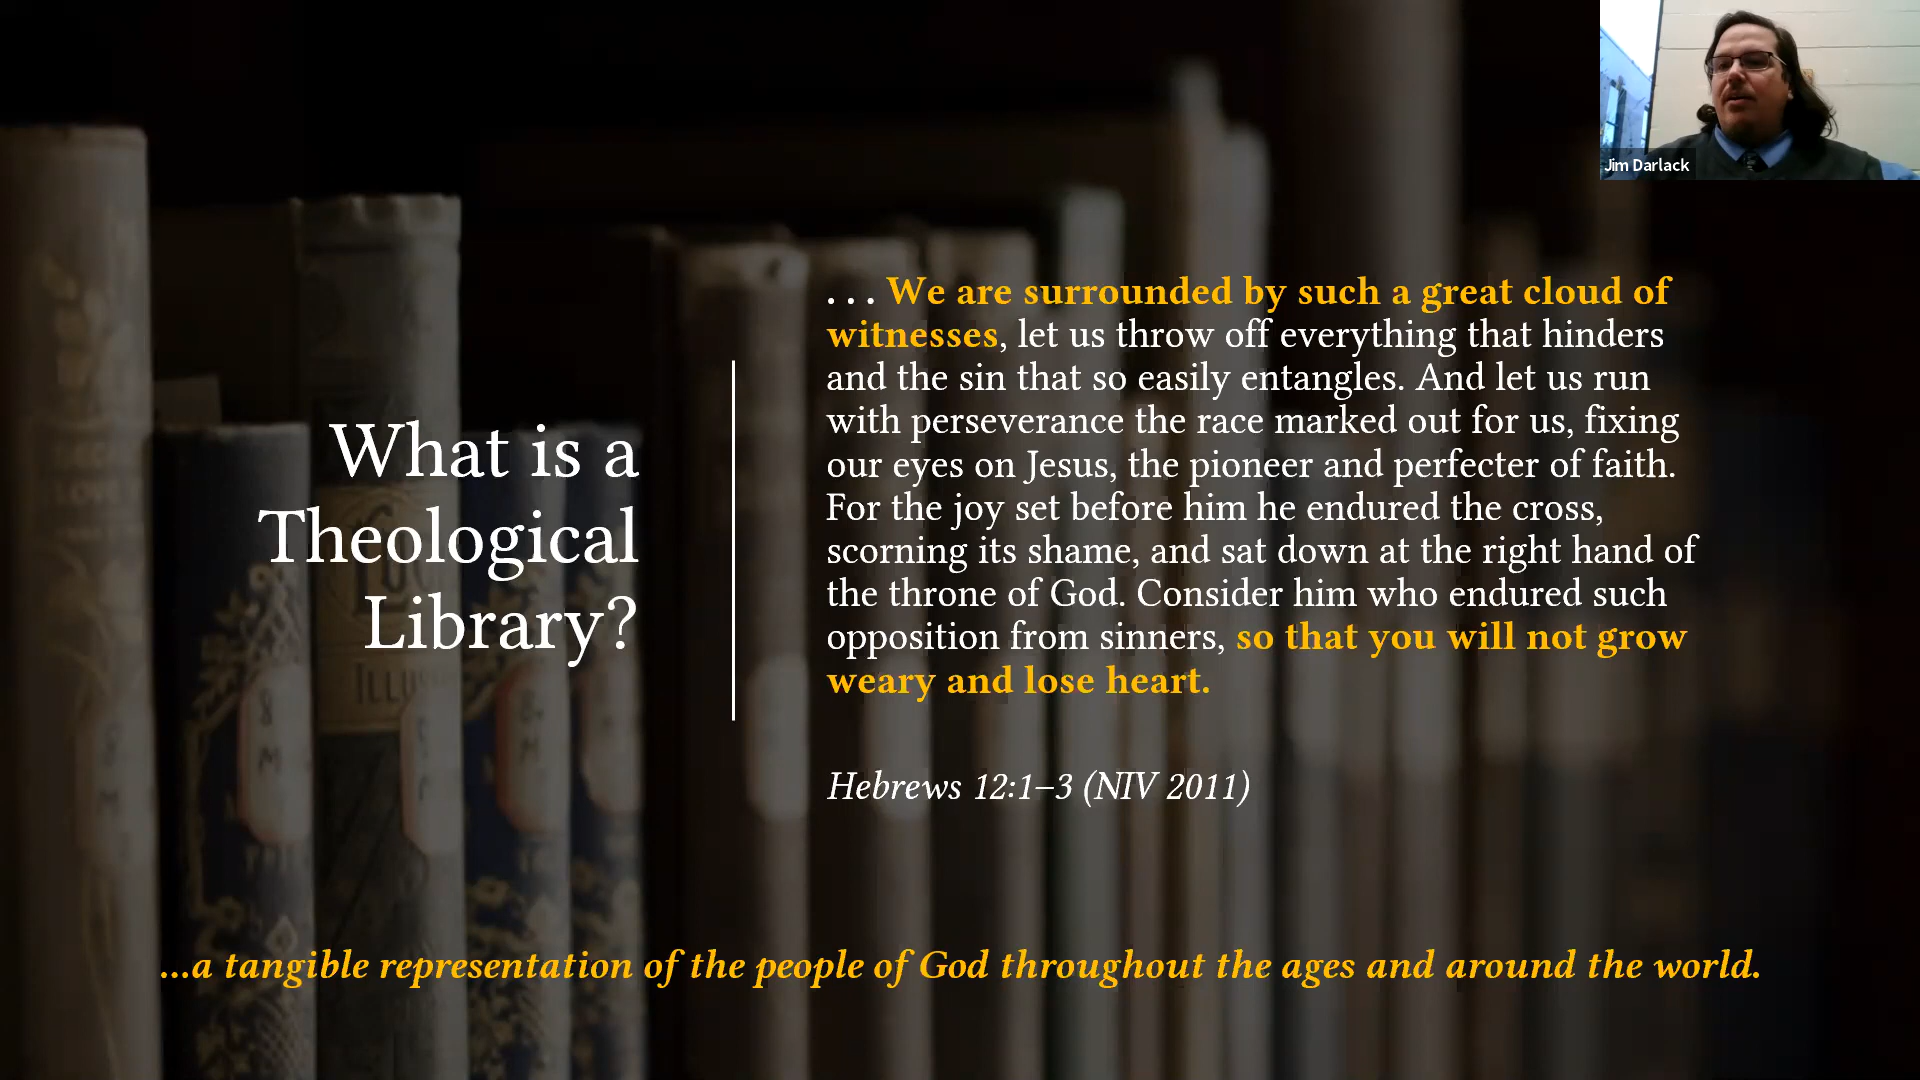 Jim Darlack
What is a
Theological
Library?
. . . We are surrounded by such a great cloud of
witnesses, let us throw off everything that hinders
and the sin that so easily entangles. And let us run
with perseverance the race marked out for us, fixing
our eyes on Jesus, the pioneer and perfecter of faith.
For the joy set before him he endured the cross,
scorning its shame, and sat down at the right hand of
the throne of God. Consider him who endured such
opposition from sinners, so that you will not grow
weary and lose heart.
Hebrews 12:1–3 (NIV 2011)
...a tangible representation of the people of God throughout the ages and around the world.